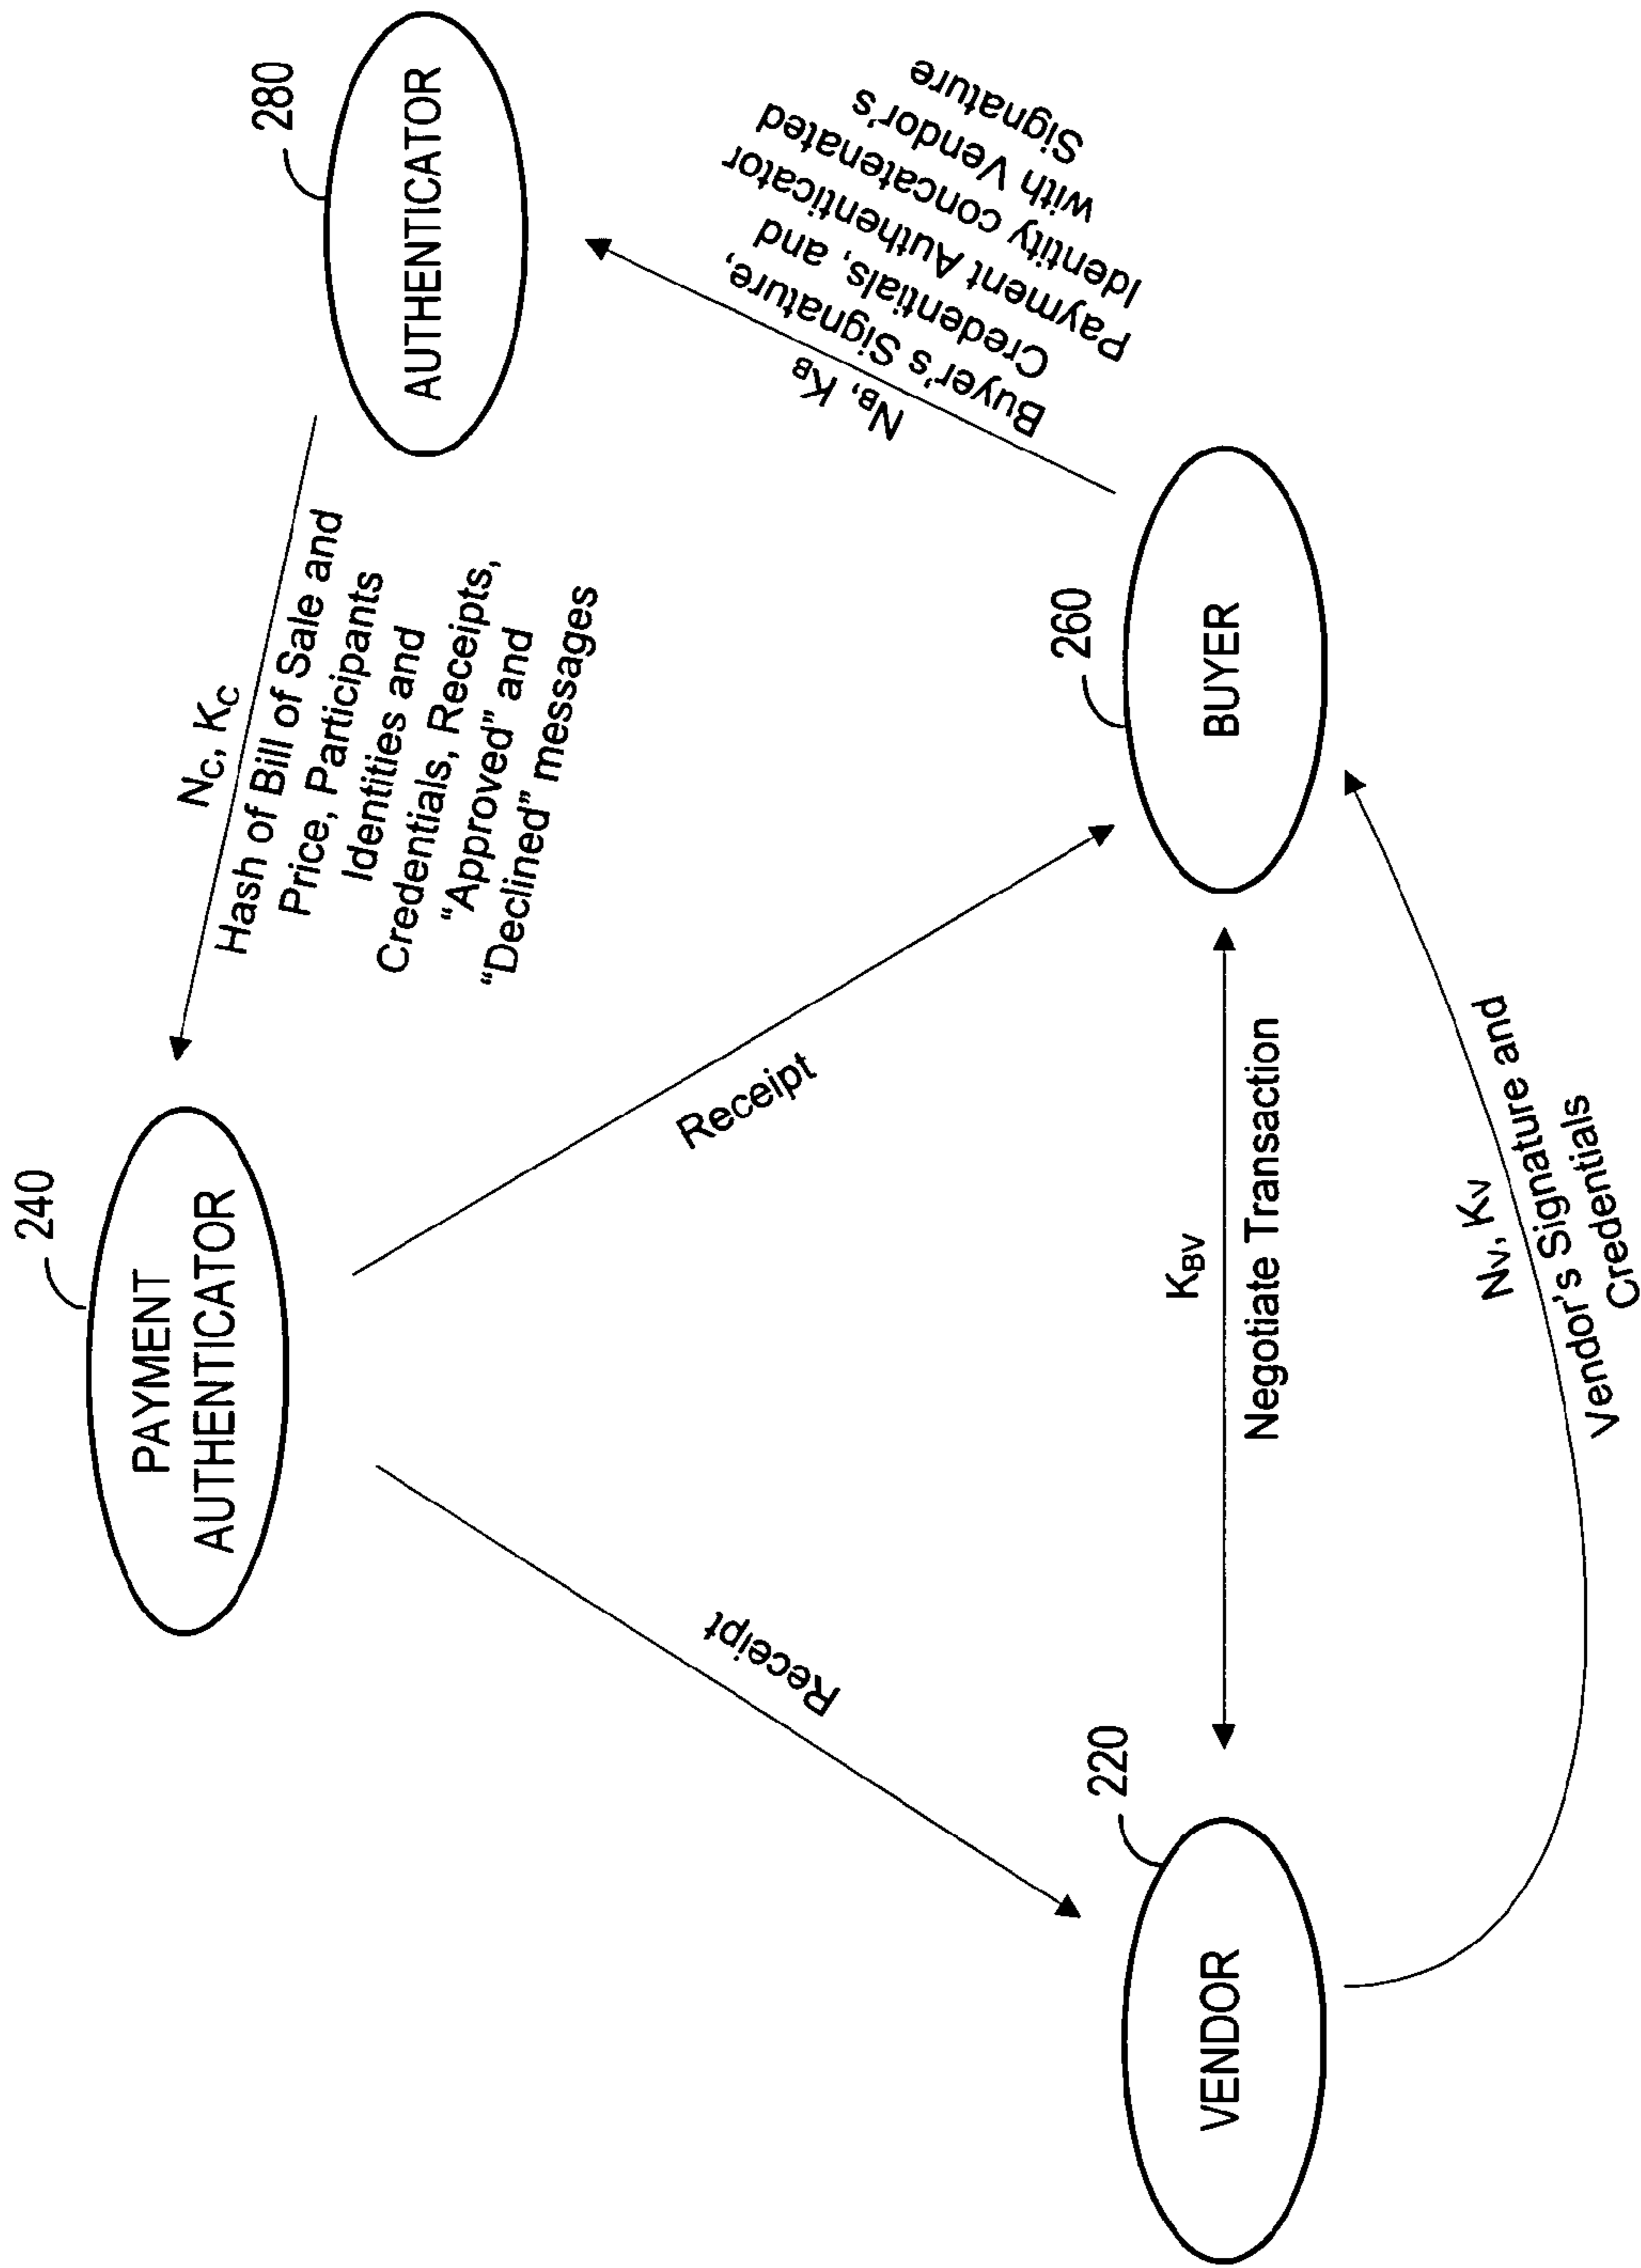 240
PAYMENT
AUTHENTICATOR
280
AUTHENTICATOR
NC, KC
Hash of Bill of Sale and
Price, Participants
Identities and
Credentials, Receipts,
“Approved” and
“Declined” messages
Receipt
Receipt
NB, KB
Buyer's Signature,
Credentials, and
Payment Authenticator
Identity concatenated
with Vendor's
Signature
220
VENDOR
KBV
Negotiate Transaction
260
BUYER
NV, KV
Vendor's Signature and
Credentials